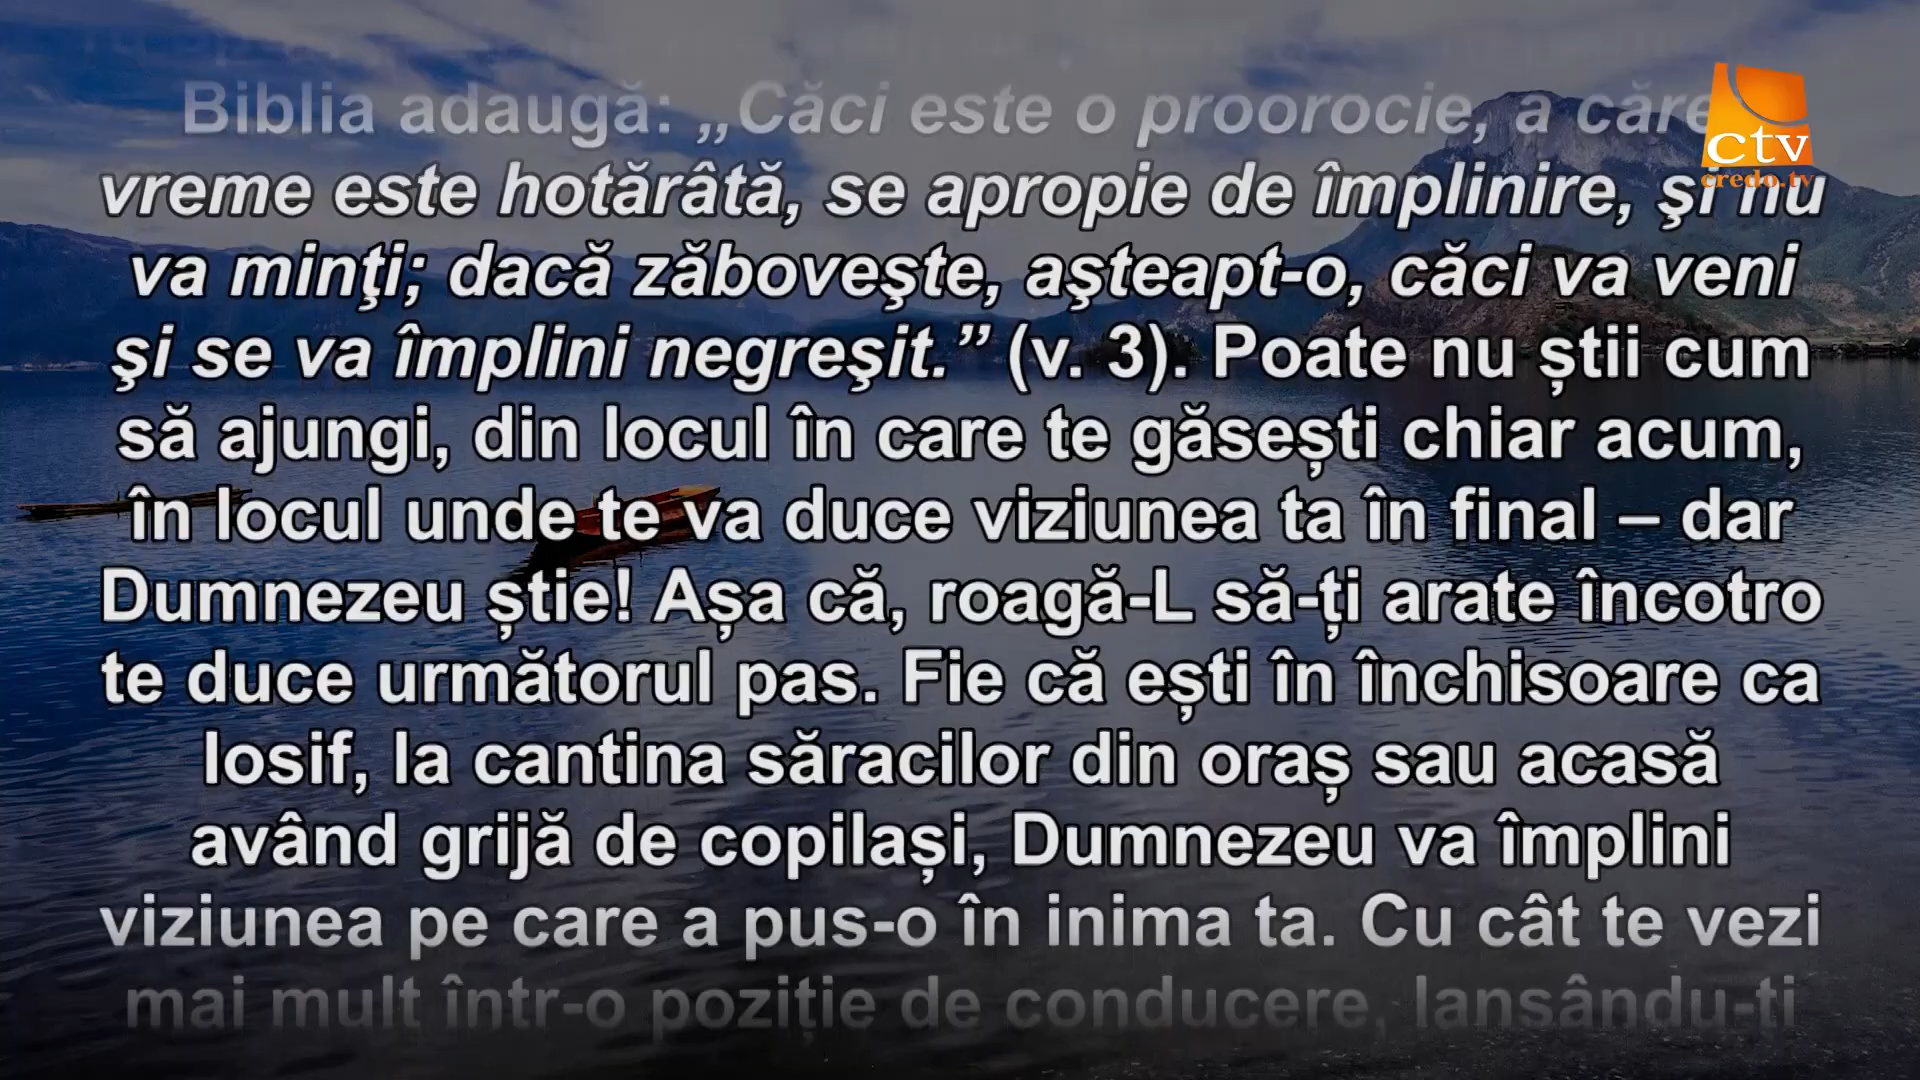 Biblia adaugă: „Căci este o proorocie, a cărei
vreme este hotărâtă, se apropie de împlinire, şi nu
va minţi; dacă zăboveşte, aşteapt-o, căci va veni
şi se va împlini negreşit.” (v. 3). Poate nu știi cum
să ajungi, din locul în care te găsești chiar acum,
în locul unde te va duce viziunea ta în final – dar
Dumnezeu știe! Așa că, roagă-L să-ți arate încotro
te duce următorul pas. Fie că ești în închisoare ca
Iosif, la cantina săracilor din oraș sau acasă
având grijă de copilași, Dumnezeu va împlini
viziunea pe care a pus-o în inima ta. Cu cât te vezi
mai mult într-o poziție de conducere, lansându-ți
ctv
credo.tv